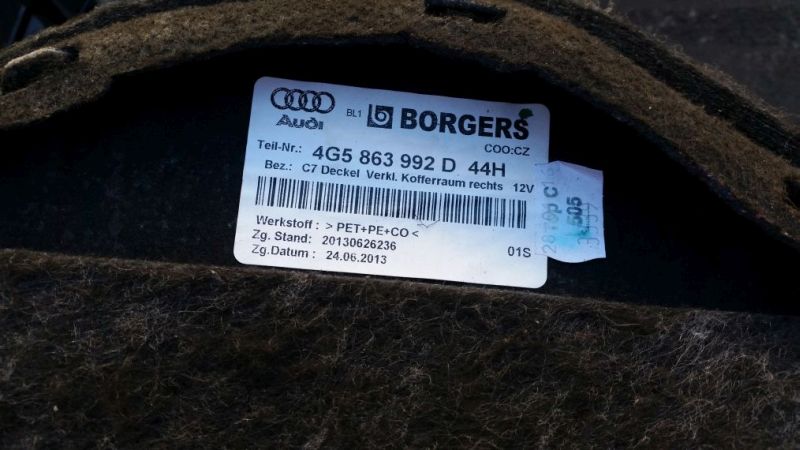 Audi
BL1 BORGERS
COO:CZ
Teil-Nr.: 4G5 863 992 D 44H
Bez.: C7 Deckel Verkl. Kofferraum rechts 12V
Werkstoff : > PET+PE+CO <
Zg. Stand: 20130626236
01S
Zg.Datum : 24.06.2013
505